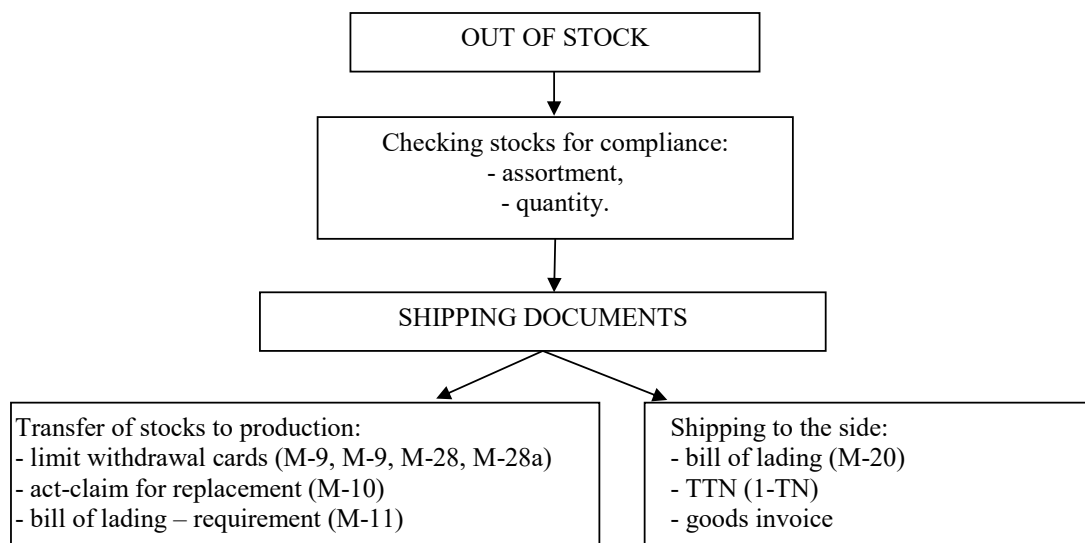 OUT OF STOCK
Checking stocks for compliance:
- assortment,
- quantity.
SHIPPING DOCUMENTS
Transfer of stocks to production:
- limit withdrawal cards (M-9, M-9, M-28, M-28a)
- act-claim for replacement (M-10)
- bill of lading – requirement (M-11)
Shipping to the side:
- bill of lading (M-20)
- TTN (1-TN)
- goods invoice